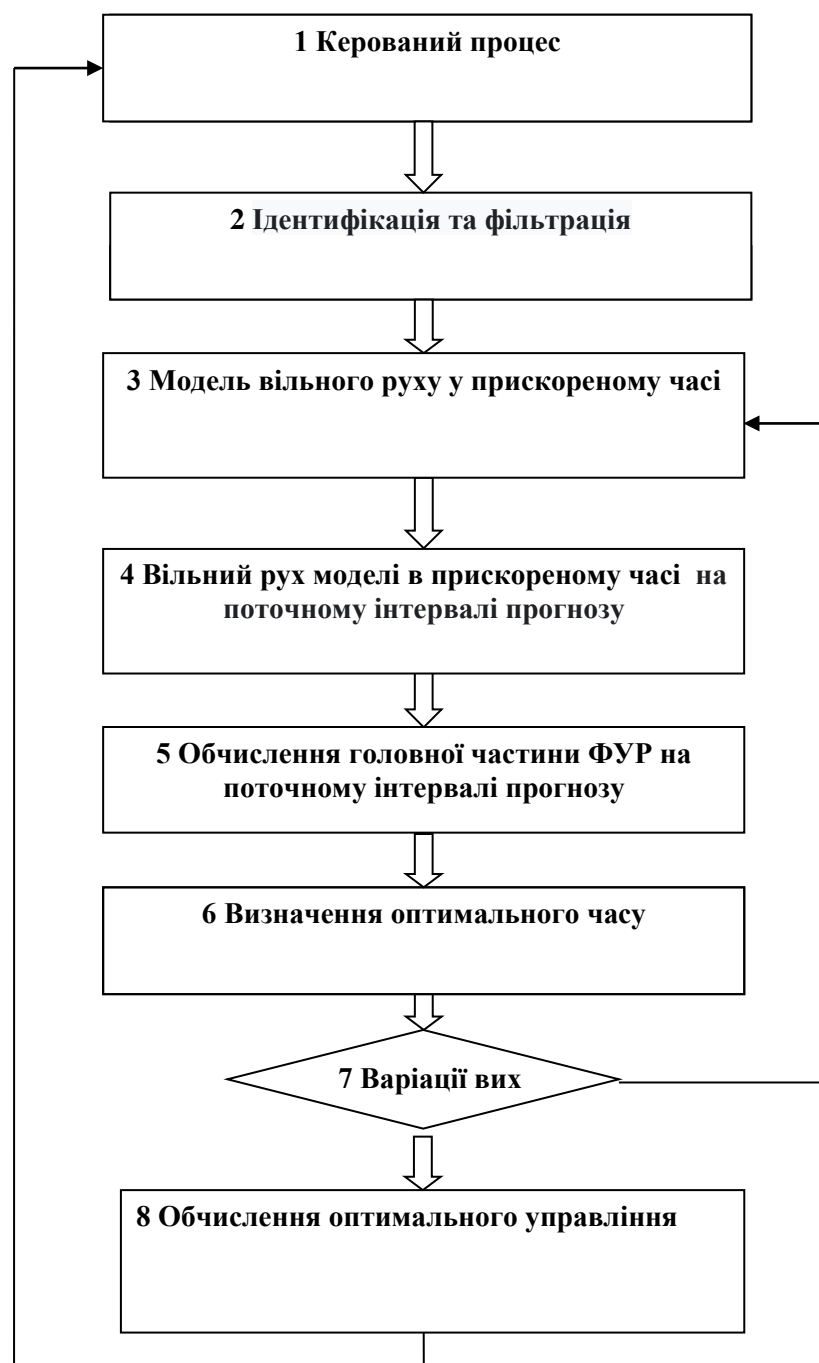 1 Керований процес
2 Ідентифікація та фільтрація
3 Модель вільного руху у прискореному часі
4 Вільний рух моделі в прискореному часі на
поточному інтервалі прогнозу
5 Обчислення головної частини ФУР на
поточному інтервалі прогнозу
6 Визначення оптимального часу
7 Варіації вих
8 Обчислення оптимального управління